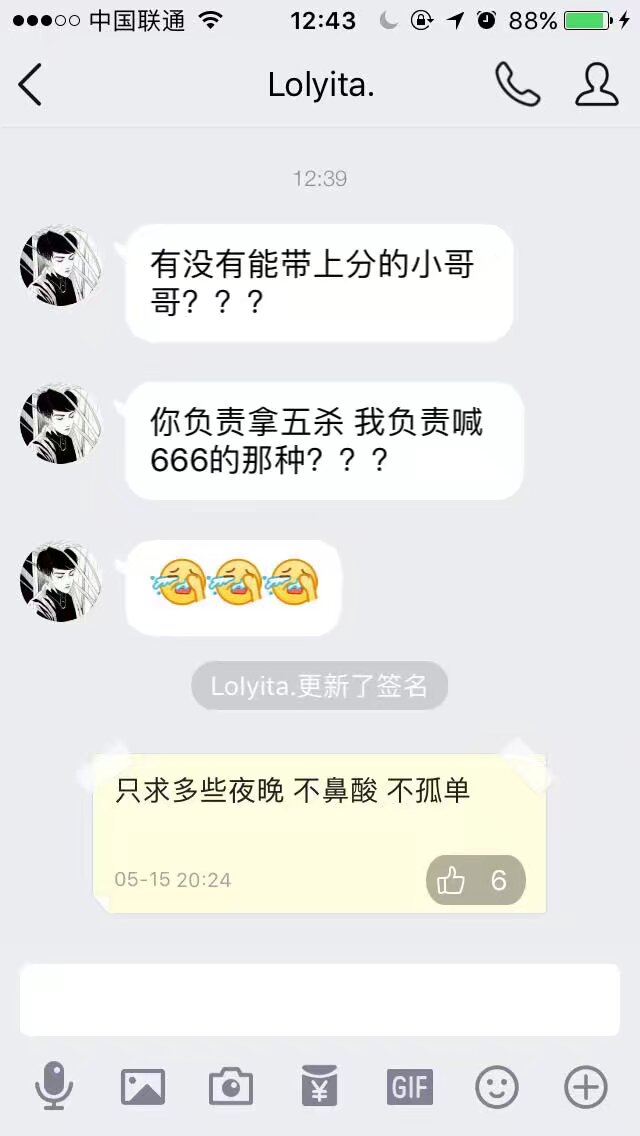 中国联通 12:43 88%
Lolyita.
12:39
有没有能带上分的小哥
哥？？？
你负责拿五杀 我负责喊
666的那种？？？
Lolyita.更新了签名
只求多些夜晚 不鼻酸 不孤单
05-15 20:24 6
GIF